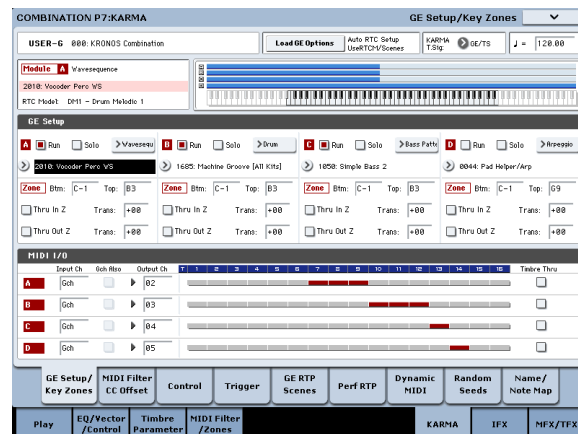 COMBINATION P7:KARMA GE Setup/Key Zones
USER-G 000: KRONOS Combination Load GE Options Auto RTC Setup UseRTCM/Scenes KARMA T.Sig: GE/TS ♩= 120.00
Module A Wavesequence
2010: Vocoder Perc WS
RTC Model: DM1 - Drum Melodic 1
GE Setup
A Run Solo Wavesequ B Run Solo Drum C Run Solo Bass Patte D Run Solo Arpeggio
2010: Vocoder Perc WS 1685: Machine Groove [All Kits] 1050: Simple Bass 2 0044: Pad Helper/Arp
Zone Btm: C-1 Top: B3 Zone Btm: C-1 Top: B3 Zone Btm: C-1 Top: B3 Zone Btm: C-1 Top: G9
Thru In Z Trans: +00 Thru In Z Trans: +00 Thru In Z Trans: +00 Thru In Z Trans: +00
Thru Out Z Trans: +00 Thru Out Z Trans: +00 Thru Out Z Trans: +00 Thru Out Z Trans: +00
MIDI I/O
Input Ch Gch Also Output Ch T 1 2 3 4 5 6 7 8 9 10 11 12 13 14 15 16 Timbre Thru
A Gch 02
B Gch 03
C Gch 04
D Gch 05
GE Setup/ Key Zones MIDI Filter CC Offset Control Trigger GE RTP Scenes Perf RTP Dynamic MIDI Random Seeds Name/ Note Map
Play EQ/Vector /Control Timbre Parameter MIDI Filter /Zones KARMA IFX MFX/TFX